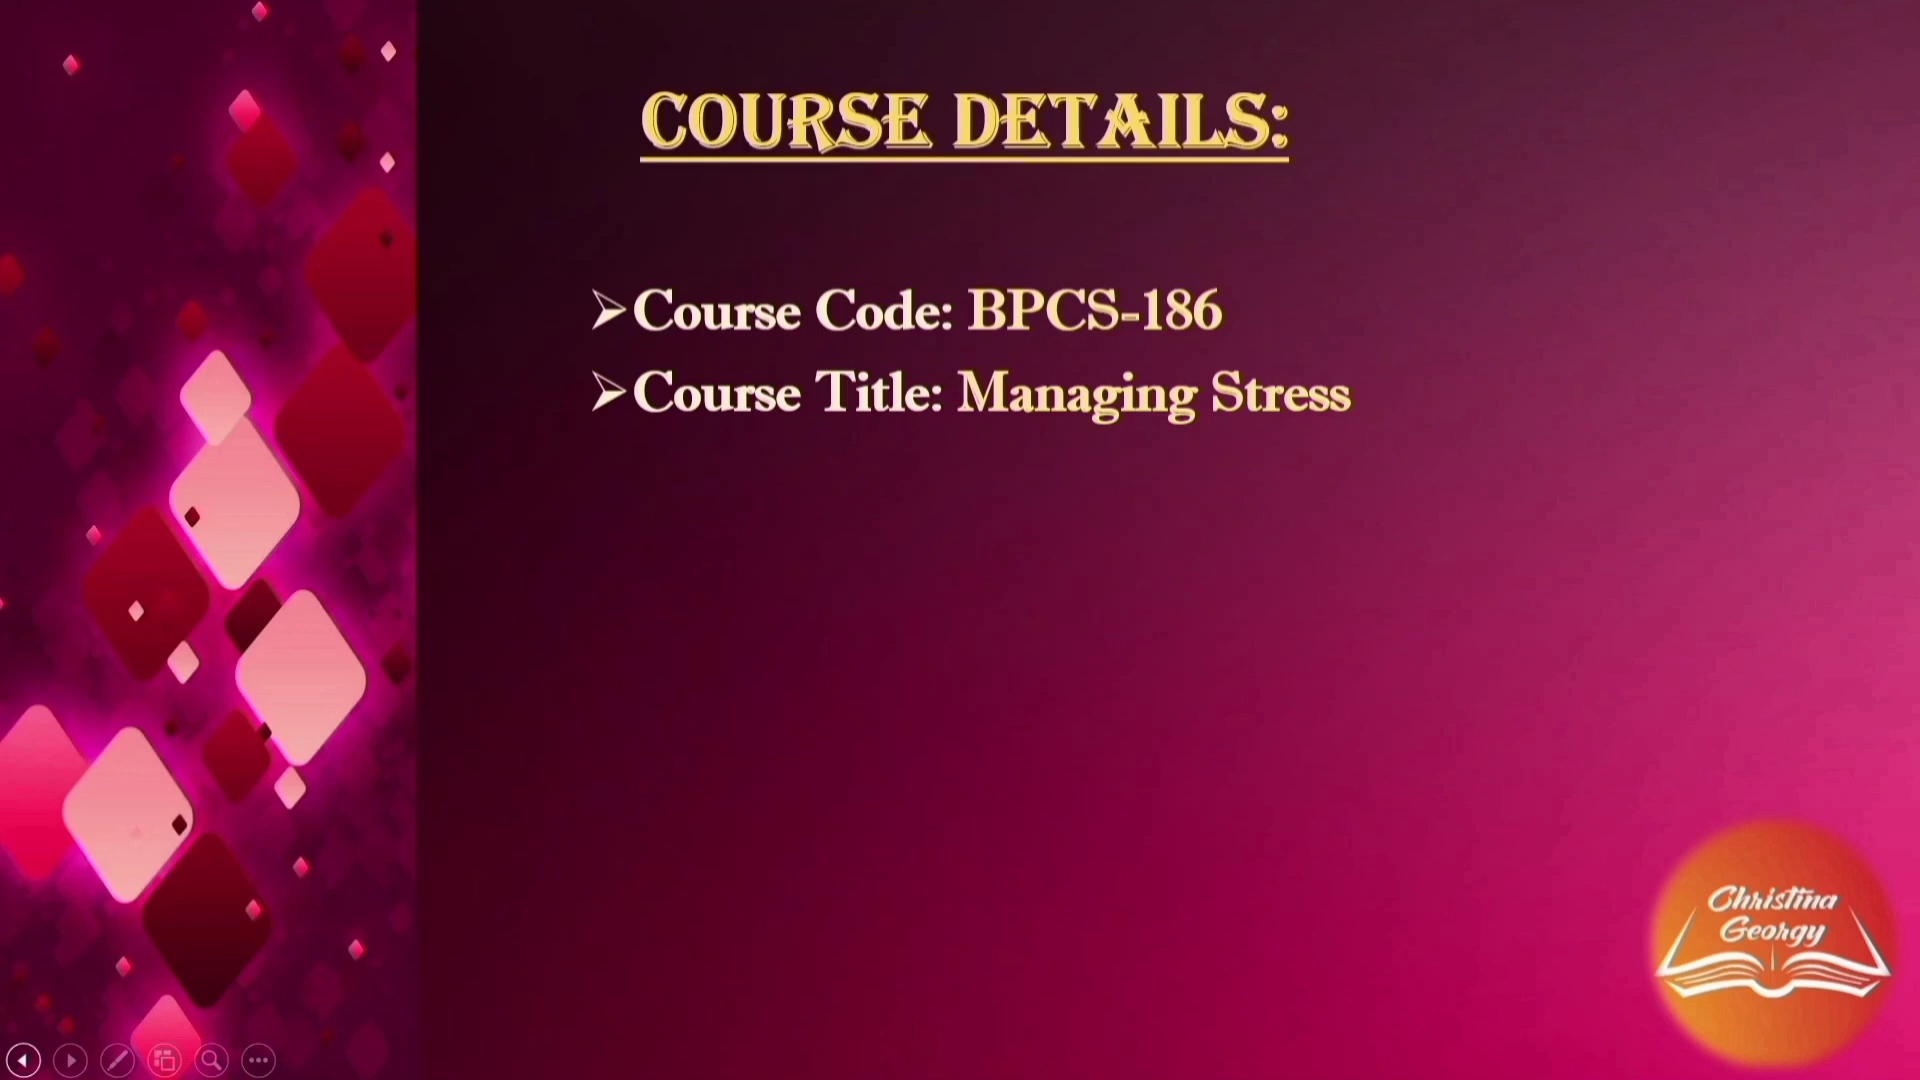 COURSE DETAILS:
➢Course Code: BPCS-186
➢Course Title: Managing Stress
Christina
Georgy